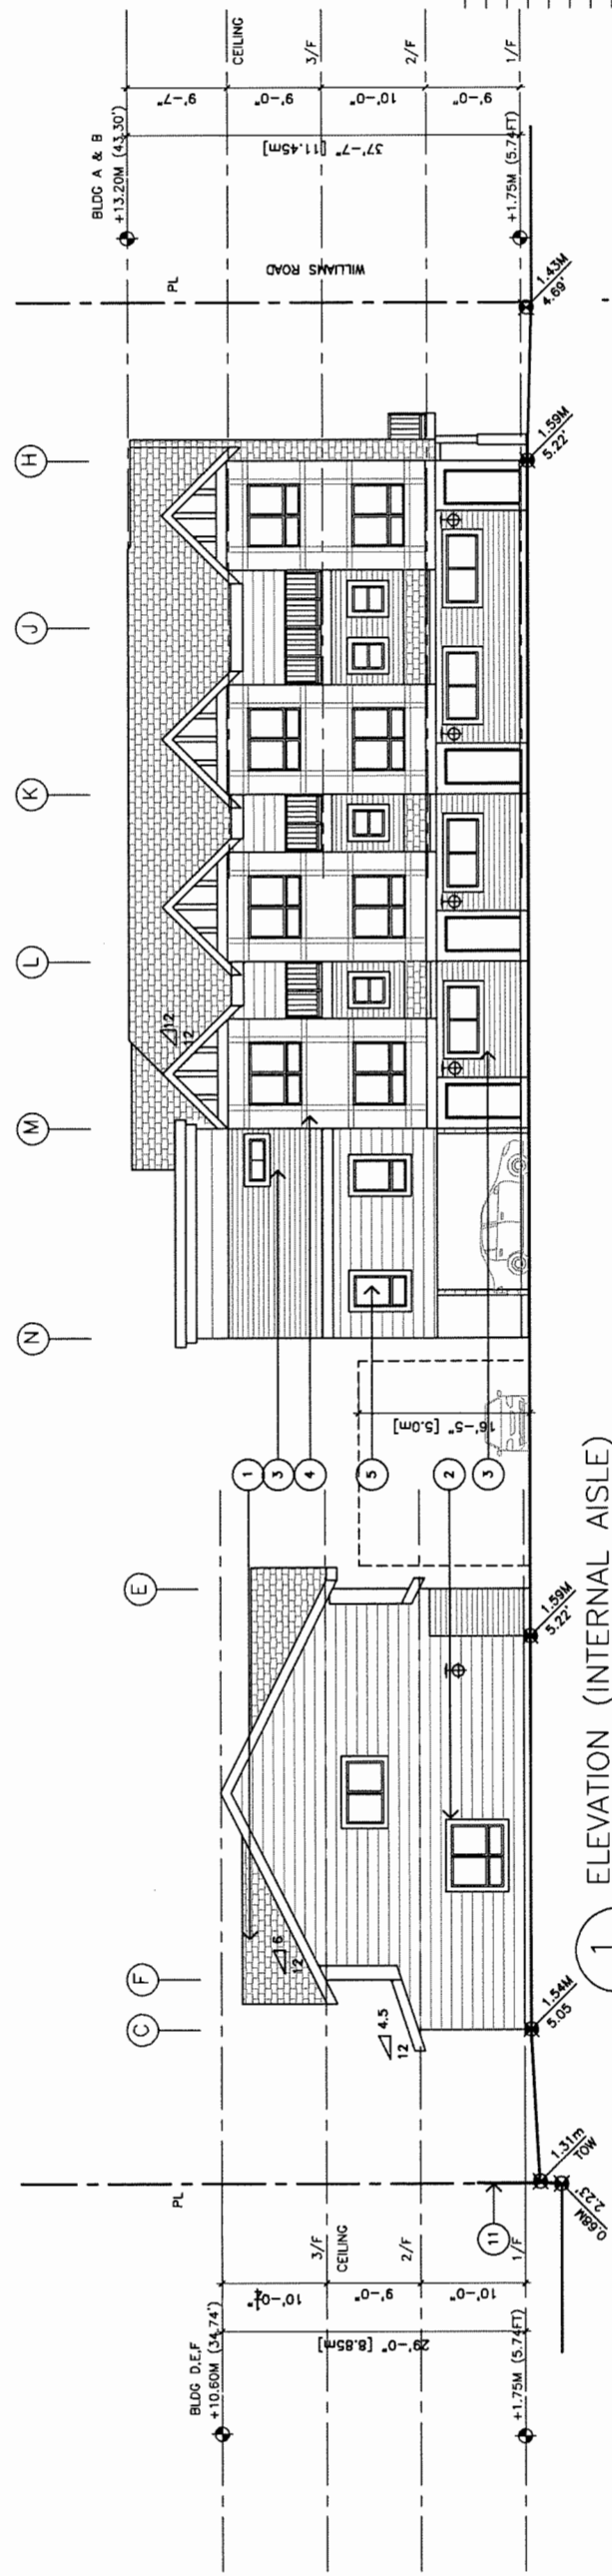 BLDG A & B
+13.20M (43.30')
CEILING
3/F
2/F
1/F
9'-7"
9'-0"
10'-0"
9'-0"
37'-7" [11.45m]
+1.75M (5.74FT)
PL
WILLIAMS ROAD
1.43M
4.69'
1.59M
5.22'
H
J
K
L
M
N
12
12
16'-5" [5.0m]
1
3
4
5
2
3
E
F
C
6
12
4.5
12
1.59M
5.22'
1.54M
5.05
1.31m
TOW
0.68M
2.23'
11
PL
3/F
CEILING
2/F
1/F
10'-0¼"
9'-0"
10'-0"
29'-0" [8.85m]
BLDG D,E,F
+10.60M (34.74')
+1.75M (5.74FT)
1
ELEVATION (INTERNAL AISLE)